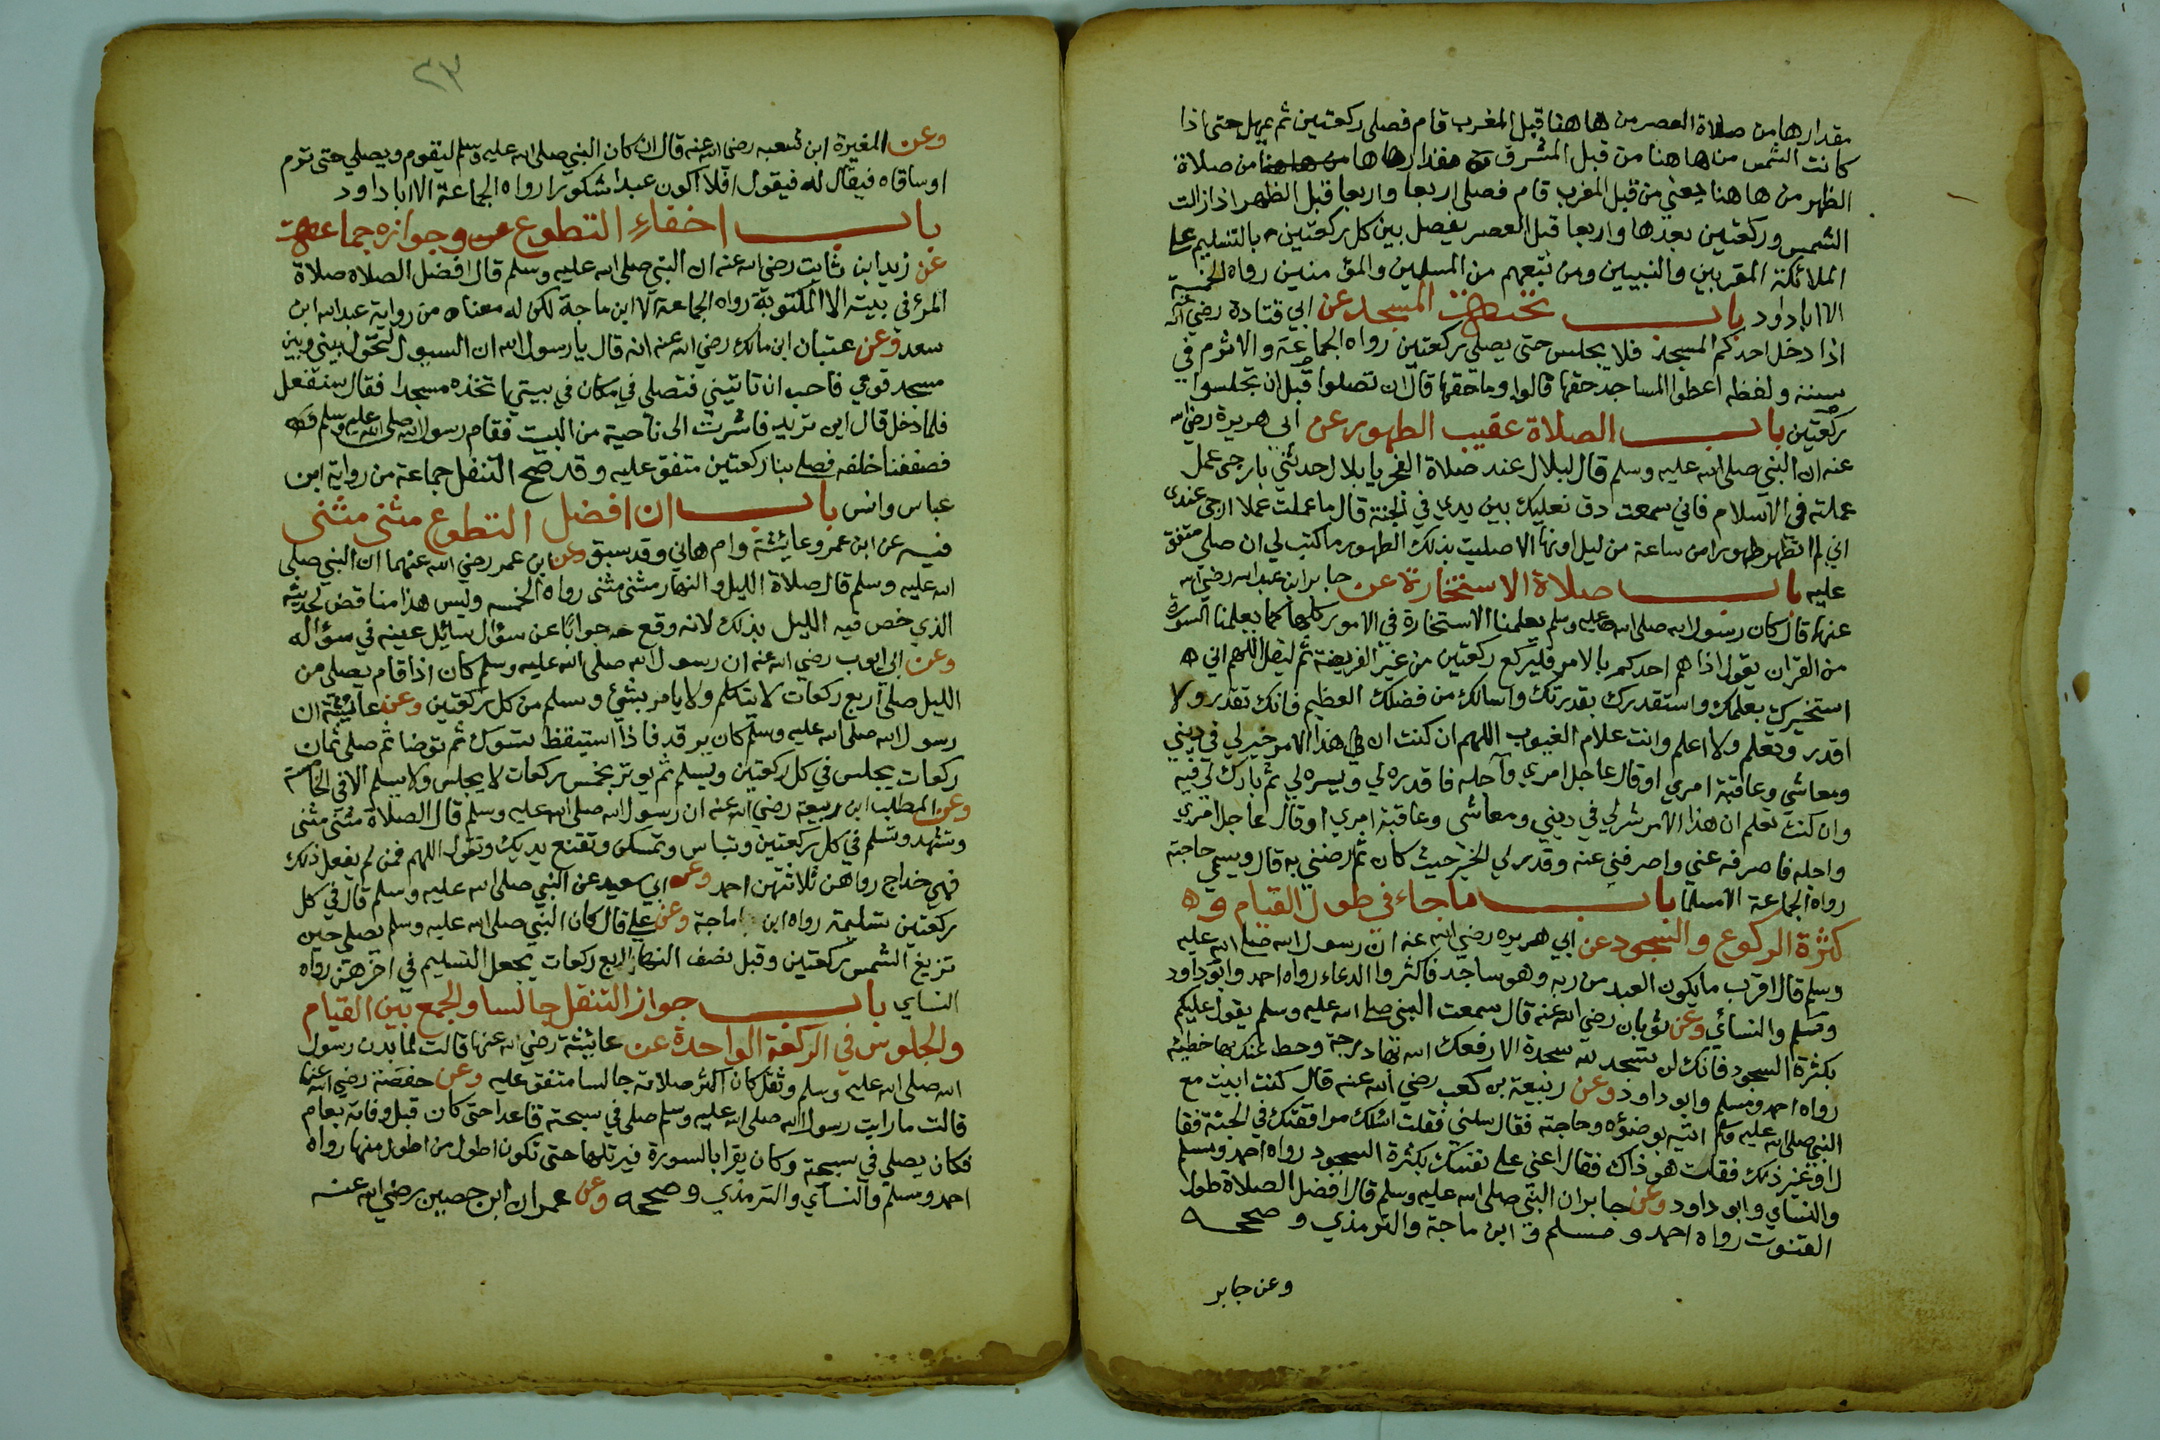 مقدارها من صلاة العصر من هاهنا قبل المغرب قام فصلى ركعتين ثم يمهل حتى اذا
كانت الشمس من هاهنا من قبل المشرق مقدارها من صلاة
الظهر من هاهنا يعني من قبل المغرب قام فصلى اربعا واربعا قبل الظهر اذا زالت
الشمس وركعتين بعدها واربعا قبل العصر يفصل بين كل ركعتين بالتسليم على
الملائكة المقربين والنبيين ومن تبعهم من المسلمين والمؤمنين رواه الخمسة
الا ابا داود باب تحية المسجد عن ابي قتادة رضي الله عنه
اذا دخل احدكم المسجد فلا يجلس حتى يصلي ركعتين رواه الجماعة والاثرم في
سننه ولفظه اعطوا المساجد حقها قالوا وما حقها قال ان تصلوا قبل ان تجلسوا
ركعتين باب الصلاة عقيب الطهور عن ابي هريرة رضي الله
عنه ان النبي صلى الله عليه وسلم قال لبلال عند صلاة الفجر يا بلال حدثني بارجى عمل
عملته في الاسلام فاني سمعت دق نعليك بين يدي في الجنة قال ما عملت عملا ارجى عندي
اني لم اتطهر طهورا من ساعة من ليل او نهار الا صليت بذلك الطهور ما كتب لي ان صلي متفق
عليه باب صلاة الاستخارة عن جابر ابن عبد الله رضي الله
عنهما قال كان رسول الله صلى الله عليه وسلم يعلمنا الاستخارة في الامور كلها كما يعلمنا السورة
من القران يقول اذا هم احدكم بالامر فليركع ركعتين من غير الفريضة ثم ليقل اللهم اني
استخيرك بعلمك واستقدرك بقدرتك واسالك من فضلك العظيم فانك تقدر ولا
اقدر وتعلم ولا اعلم وانت علام الغيوب اللهم ان كنت ان هذا الامر خير لي في ديني
ومعاشي وعاقبة امري او قال عاجل امري وآجله فاقدره لي ويسره لي ثم بارك لي فيه
وان كنت تعلم ان هذا الامر شر لي في ديني ومعاشي وعاقبة امري او قال عاجل امري
واجله فاصرفه عني واصرفني عنه وقدر لي الخير حيث كان ثم رضني به قال ويسمي حاجته
رواه الجماعة الا مسلما باب ما جاء في طول القيام و
كثرة الركوع والسجود عن ابي هريره رضي الله عنه ان رسول الله صلى الله عليه
وسلم قال اقرب ما يكون العبد من ربه وهو ساجد فاكثروا الدعاء رواه احمد وابو داود
ومسلم والنسائي وعن ثوبان رضي الله عنه قال سمعت النبي صلى الله عليه وسلم يقول عليكم
بكثرة السجود فانك لن تسجد لله سجدة الا رفعك الله بها درجة وحط عنك بها خطيئة
رواه احمد ومسلم وابو داود وعن ربيعة بن كعب رضي الله عنه قال كنت ابيت مع
النبي صلى الله عليه وسلم اتيه بوضوءه وحاجته فقال سلني فقلت اسئلك مرافقتك في الجنة فقا
ل او غير ذلك فقلت هو ذاك فقال اعني على نفسك بكثرة السجود رواه احمد ومسلم
والنسائي وابو داود وعن جابر ان النبي صلى الله عليه وسلم قال افضل الصلاة طول
القنوت رواه احمد ومسلم وابن ماجة والترمذي وصححه
وعن جابر
٢٣
وعن المغيرة ابن شعبه رضي الله عنه قال ان كان النبي صلى الله عليه وسلم ليقوم ويصلي حتى ترم
او ساقاه فيقال له فيقول افلا اكون عبدا شكورا رواه الجماعة الا ابا داود
باب اخفاء التطوع وجوازه جماعة
عن زيد ابن ثابت رضي الله عنه ان النبي صلى الله عليه وسلم قال افضل الصلاه صلاة
المرء في بيته الا المكتوبة رواه الجماعة الا ابن ماجة لكن له معناه من رواية عبد الله ابن
سعد وعن عتبان ابن مالك رضي الله عنه انه قال يا رسول الله ان السيول لتحول بيني وبين
مسجد قومي فاحب ان تاتيني فتصلي في مكان في بيتي اتخذه مسجدا فقال سنفعل
فلما دخل قال اين تريد فاشرت الى ناحية من البيت فقام رسول الله صلى الله عليه وسلم
فصففنا خلفه فصلى بنا ركعتين متفق عليه وقد صح التنفل جماعة من رواية ابن
عباس وانس باب ان افضل التطوع مثنى مثنى
فيه عن ابن عمر وعائشة وام هاني وقد سبق وعن ابن عمر رضي الله عنهما ان النبي صلى
الله عليه وسلم قال صلاة الليل والنهار مثنى مثنى رواه الخمسه وليس هذا مناقض لحديثه
الذي خص فيه الليل بذلك لانه وقع جوابا عن سؤال سائل عينه في سؤاله
وعن ابي ايوب رضي الله عنه ان رسول الله صلى الله عليه وسلم كان اذا قام يصلي من
الليل صلى اربع ركعات لا يتكلم ولا يامر بشئ ويسلم من كل ركعتين وعن عائشة ان
رسول الله صلى الله عليه وسلم كان يرقد فاذا استيقظ تسوك ثم توضا ثم صلى ثمان
ركعات يجلس في كل ركعتين ويسلم ثم يوتر بخمس ركعات لا يجلس ولا يسلم الا في الخامسة
وعن المطلب ابن ربيعة رضي الله عنه ان رسول الله صلى الله عليه وسلم قال الصلاة مثنى مثنى
وتشهد وتسلم في كل ركعتين وتباس وتمسكن وتقنع يديك وتقول اللهم فمن لم يفعل ذلك
فهي خداج رواهن ثلاثتهن احمد وعن ابي سعيد عن النبي صلى الله عليه وسلم قال في كل
ركعتين تسليمة رواه ابن ماجة وعن علي قال كان النبي صلى الله عليه وسلم يصلي حين
تزيغ الشمس ركعتين وقبل نصف النهار اربع ركعات يجعل التسليم في اخرهن رواه
النساي باب جواز التنفل جالسا والجمع بين القيام
والجلوس في الركعة الواحدة عن عائشة رضي الله عنها قالت لما بدن رسول
الله صلى الله عليه وسلم وثقل كان اكثر صلاته جالسا متفق عليه وعن حفصة رضي الله عنها
قالت ما رايت رسول الله صلى الله عليه وسلم صلى في سبحة قاعدا حتى كان قبل وفاته بعام
فكان يصلي في سبحته وكان يقرا بالسورة فيرتلها حتى تكون اطول من اطول منها رواه
احمد ومسلم والنسآي والترمذي وصححه وعن عمران ابن حصين رضي الله عنه